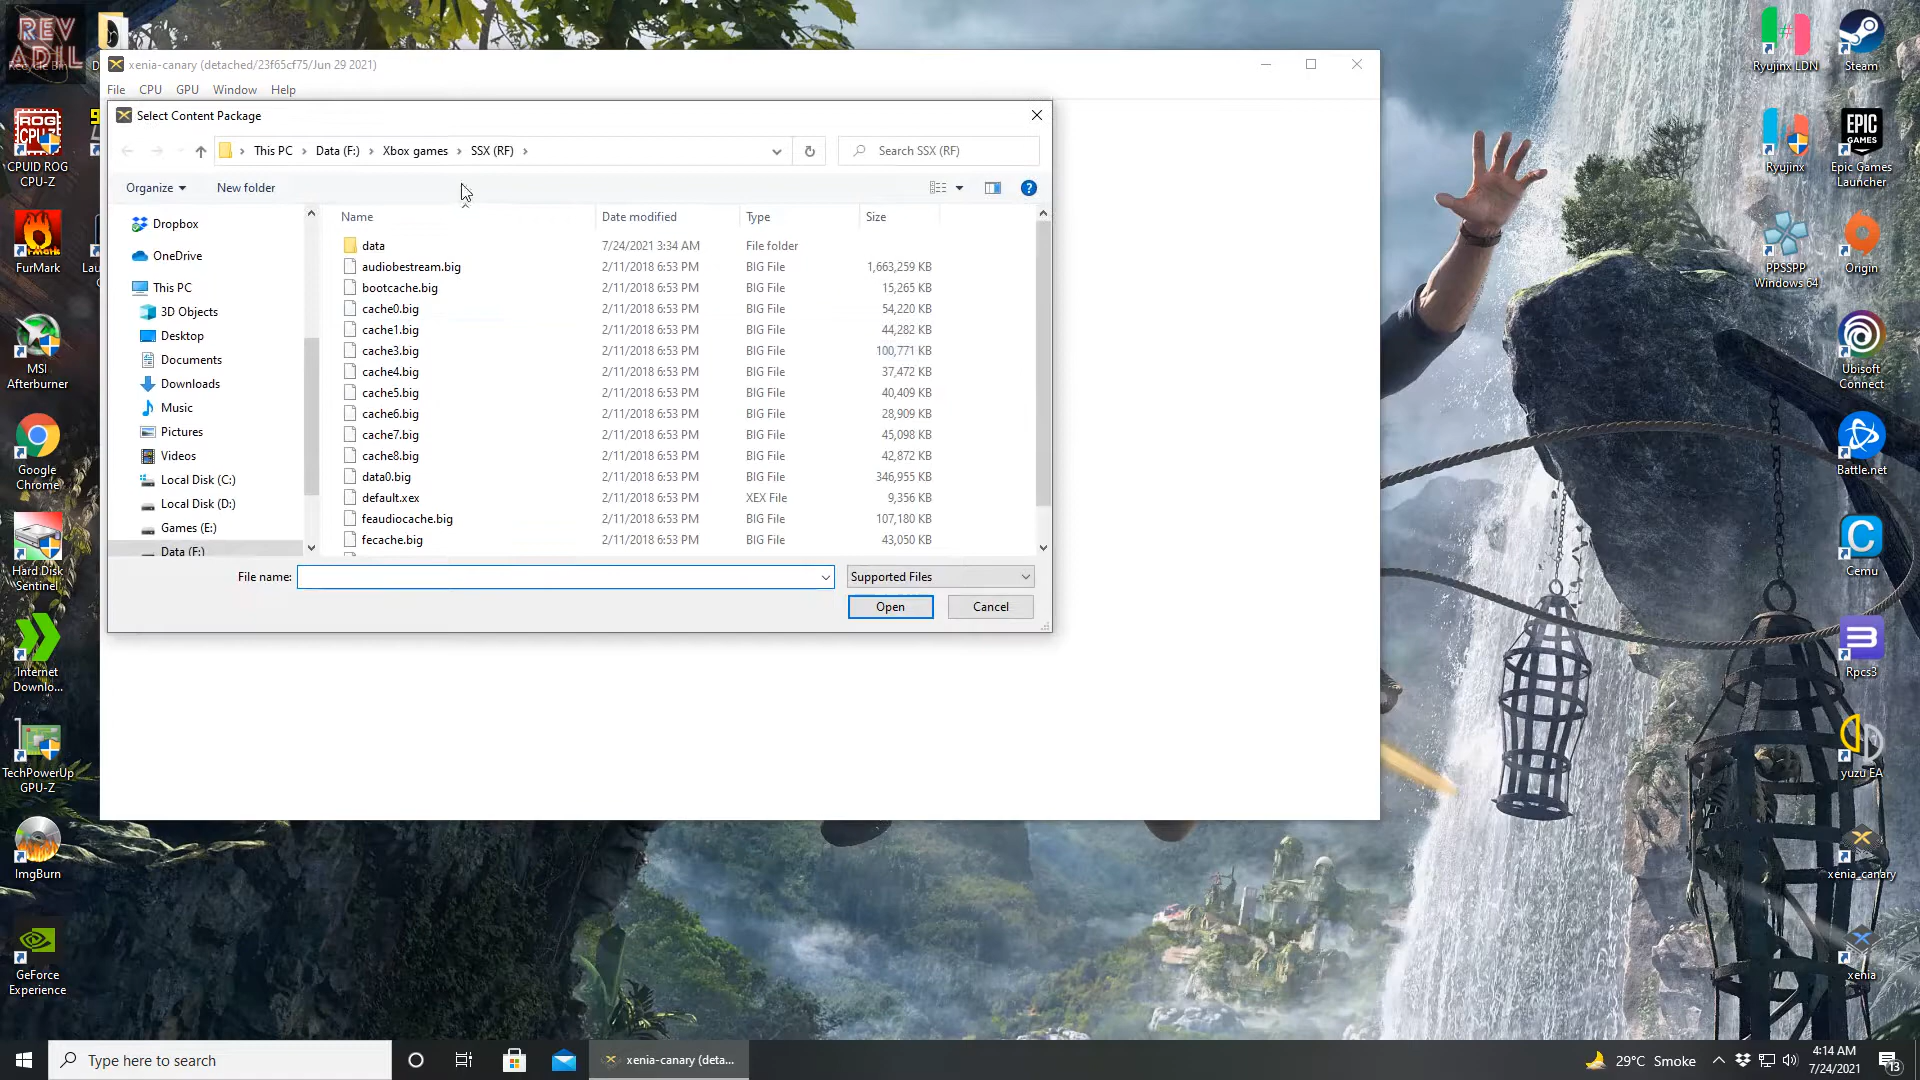 REV
ADIL
Recycle Bin
CPUID ROG
CPU-Z
FurMark
MSI
Afterburner
Google
Chrome
Hard Disk
Sentinel
Internet
Downlo...
TechPowerUp
GPU-Z
ImgBurn
GeForce
Experience
xenia-canary (detached/23f65cf75/Jun 29 2021)
File CPU GPU Window Help
Select Content Package
This PC › Data (F:) › Xbox games › SSX (RF) ›
Search SSX (RF)
Organize New folder
Dropbox
OneDrive
This PC
3D Objects
Desktop
Documents
Downloads
Music
Pictures
Videos
Local Disk (C:)
Local Disk (D:)
Games (E:)
Data (F:)
Name Date modified Type Size
data 7/24/2021 3:34 AM File folder
audiobestream.big 2/11/2018 6:53 PM BIG File 1,663,259 KB
bootcache.big 2/11/2018 6:53 PM BIG File 15,265 KB
cache0.big 2/11/2018 6:53 PM BIG File 54,220 KB
cache1.big 2/11/2018 6:53 PM BIG File 44,282 KB
cache3.big 2/11/2018 6:53 PM BIG File 100,771 KB
cache4.big 2/11/2018 6:53 PM BIG File 37,472 KB
cache5.big 2/11/2018 6:53 PM BIG File 40,409 KB
cache6.big 2/11/2018 6:53 PM BIG File 28,909 KB
cache7.big 2/11/2018 6:53 PM BIG File 45,098 KB
cache8.big 2/11/2018 6:53 PM BIG File 42,872 KB
data0.big 2/11/2018 6:53 PM BIG File 346,955 KB
default.xex 2/11/2018 6:53 PM XEX File 9,356 KB
feaudiocache.big 2/11/2018 6:53 PM BIG File 107,180 KB
fecache.big 2/11/2018 6:53 PM BIG File 43,050 KB
File name:
Supported Files
Open Cancel
Ryujinx LDN
Steam
Ryujinx
EPIC
GAMES
Epic Games
Launcher
PPSSPP
Windows 64
Origin
Ubisoft
Connect
Battle.net
Cemu
Rpcs3
yuzu EA
xenia_canary
xenia
Type here to search
xenia-canary (deta...
29°C Smoke
4:14 AM
7/24/2021
13